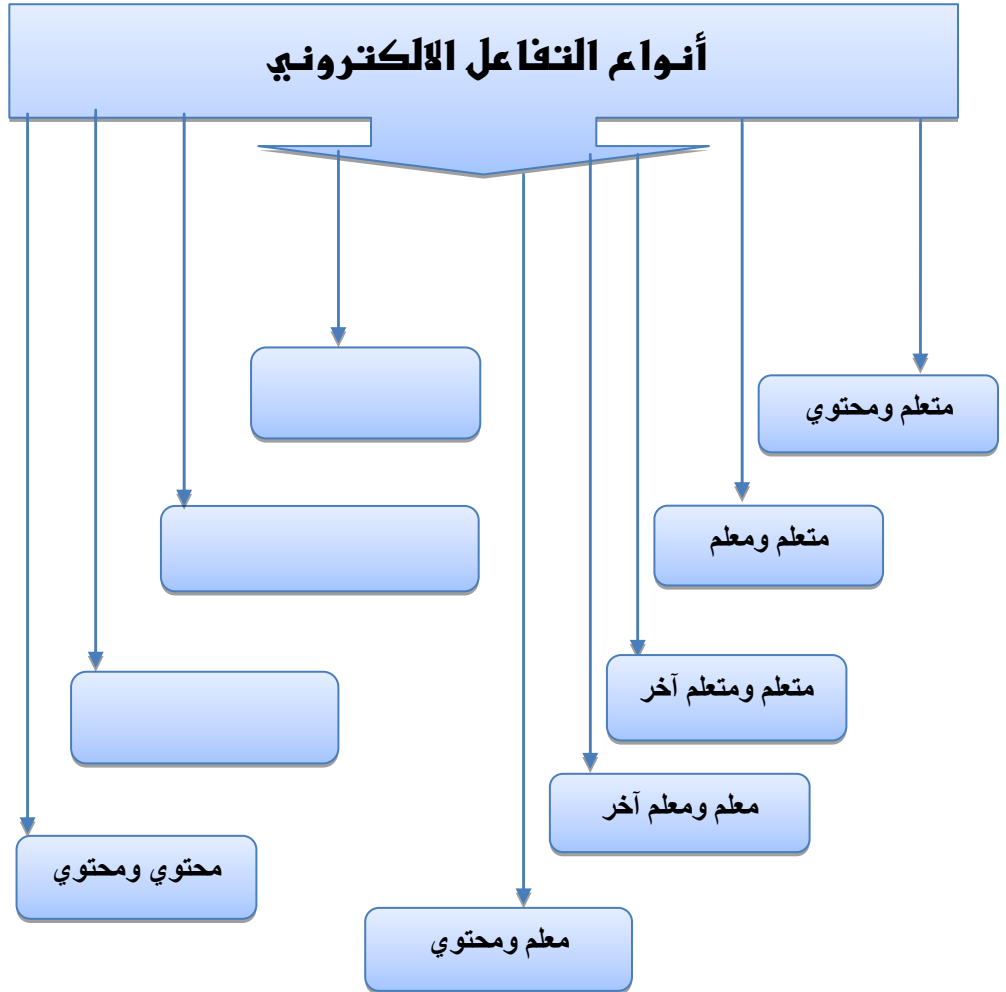 أنواع التفاعل الالكتروني
متعلم ومحتوي
متعلم ومعلم
متعلم ومتعلم آخر
معلم ومعلم آخر
معلم ومحتوي
محتوي ومحتوي